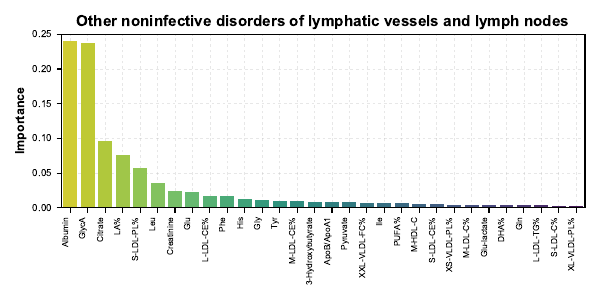 Other noninfective disorders of lymphatic vessels and lymph nodes
Importance
0.25
0.20
0.15
0.10
0.05
0.00
Albumin
GlycA
Citrate
LA%
S-LDL-PL%
Leu
Creatinine
Glu
L-LDL-CE%
Phe
His
Gly
Tyr
M-LDL-CE%
3-Hydroxybutyrate
ApoB/ApoA1
Pyruvate
XXL-VLDL-FC%
Ile
PUFA%
M-HDL-C
S-LDL-CE%
XS-VLDL-PL%
M-LDL-C%
Glu-lactate
DHA%
Gln
L-LDL-TG%
S-LDL-C%
XL-VLDL-PL%